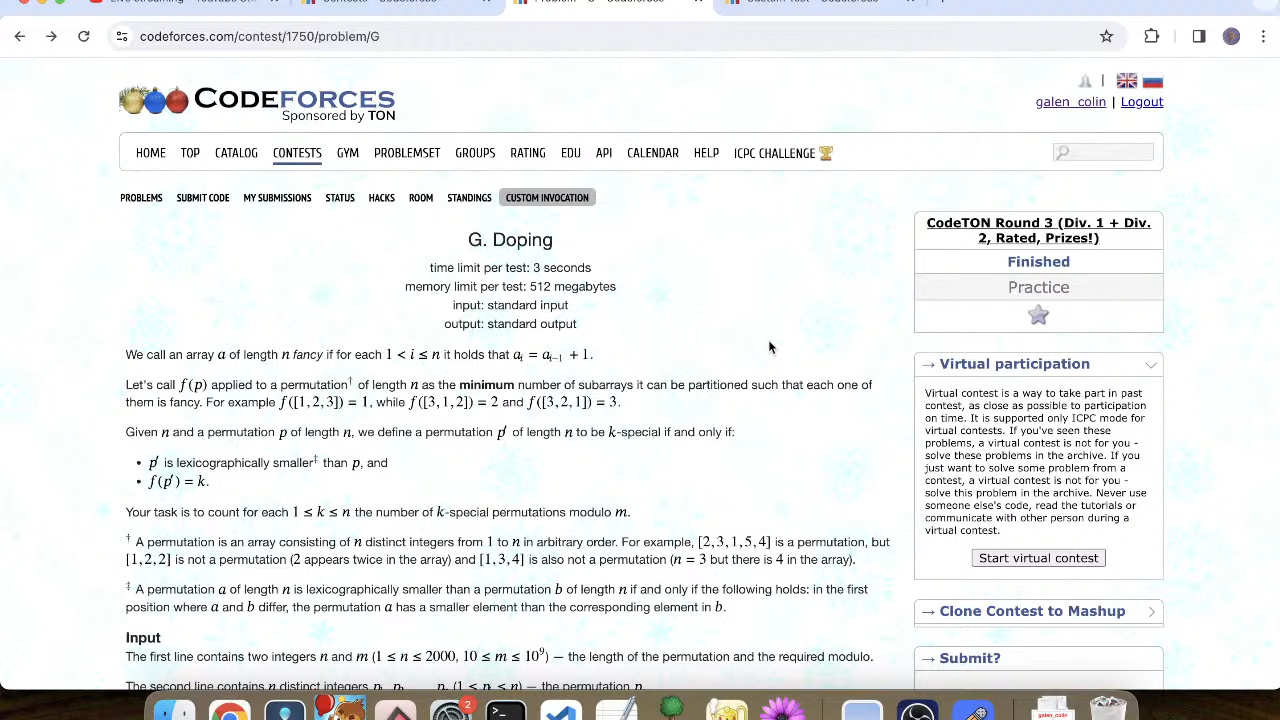 codeforces.com/contest/1750/problem/G
CODEFORCES
Sponsored by TON
galen_colin | Logout
HOME TOP CATALOG CONTESTS GYM PROBLEMSET GROUPS RATING EDU API CALENDAR HELP ICPC CHALLENGE
PROBLEMS SUBMIT CODE MY SUBMISSIONS STATUS HACKS ROOM STANDINGS CUSTOM INVOCATION
G. Doping
time limit per test: 3 seconds
memory limit per test: 512 megabytes
input: standard input
output: standard output
We call an array a of length n fancy if for each 1 < i ≤ n it holds that a_i = a_{i−1} + 1.
Let's call f(p) applied to a permutation† of length n as the minimum number of subarrays it can be partitioned such that each one of
them is fancy. For example f([1, 2, 3]) = 1, while f([3, 1, 2]) = 2 and f([3, 2, 1]) = 3.
Given n and a permutation p of length n, we define a permutation p′ of length n to be k-special if and only if:
• p′ is lexicographically smaller‡ than p, and
• f(p′) = k.
Your task is to count for each 1 ≤ k ≤ n the number of k-special permutations modulo m.
† A permutation is an array consisting of n distinct integers from 1 to n in arbitrary order. For example, [2, 3, 1, 5, 4] is a permutation, but
[1, 2, 2] is not a permutation (2 appears twice in the array) and [1, 3, 4] is also not a permutation (n = 3 but there is 4 in the array).
‡ A permutation a of length n is lexicographically smaller than a permutation b of length n if and only if the following holds: in the first
position where a and b differ, the permutation a has a smaller element than the corresponding element in b.
Input
The first line contains two integers n and m (1 ≤ n ≤ 2000, 10 ≤ m ≤ 10^9) — the length of the permutation and the required modulo.
The second line contains n distinct integers
the permutation p.
CodeTON Round 3 (Div. 1 + Div.
2, Rated, Prizes!)
Finished
Practice
→ Virtual participation
Virtual contest is a way to take part in past
contest, as close as possible to participation
on time. It is supported only ICPC mode for
virtual contests. If you've seen these
problems, a virtual contest is not for you -
solve these problems in the archive. If you
just want to solve some problem from a
contest, a virtual contest is not for you -
solve this problem in the archive. Never use
someone else's code, read the tutorials or
communicate with other person during a
virtual contest.
Start virtual contest
→ Clone Contest to Mashup
→ Submit?
2
galen_colin